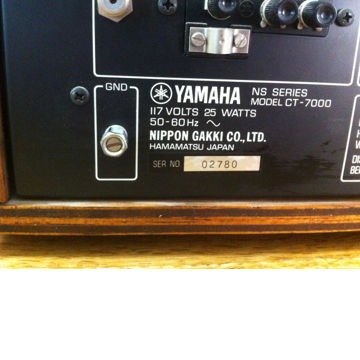 GND
YAMAHA
NS SERIES
MODEL CT-7000
117 VOLTS 25 WATTS
50-60Hz ~
NIPPON GAKKI CO., LTD.
HAMAMATSU JAPAN
SER NO. 02780